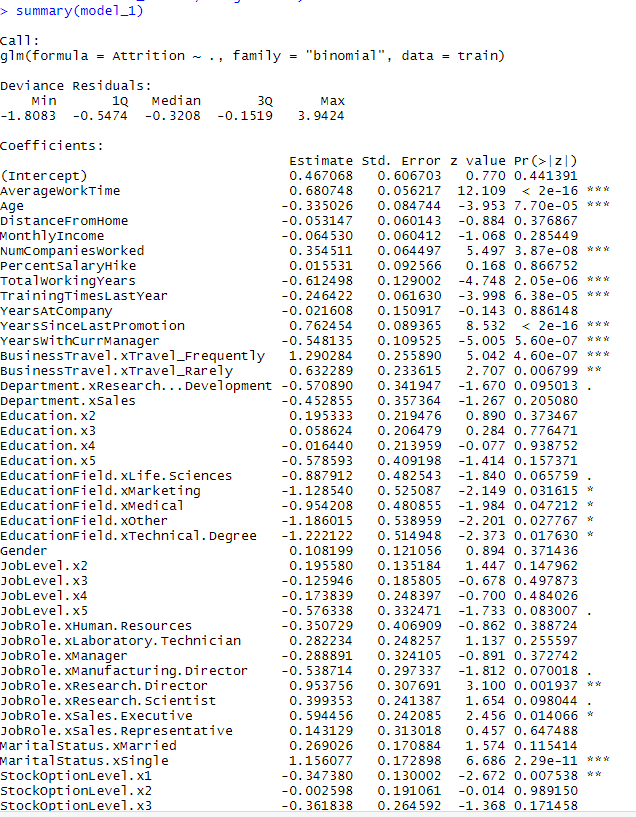 > summary(model_1)
Call:
glm(formula = Attrition ~ ., family = "binomial", data = train)
Deviance Residuals:
    Min      1Q  Median      3Q     Max
-1.8083 -0.5474 -0.3208 -0.1519  3.9424
Coefficients:
Estimate Std. Error z value Pr(>|z|)
(Intercept) 0.467068 0.606703 0.770 0.441391
AverageWorkTime 0.680748 0.056217 12.109 < 2e-16 ***
Age -0.335026 0.084744 -3.953 7.70e-05 ***
DistanceFromHome -0.053147 0.060143 -0.884 0.376867
MonthlyIncome -0.064530 0.060412 -1.068 0.285449
NumCompaniesWorked 0.354511 0.064497 5.497 3.87e-08 ***
PercentSalaryHike 0.015531 0.092566 0.168 0.866752
TotalWorkingYears -0.612498 0.129002 -4.748 2.05e-06 ***
TrainingTimesLastYear -0.246422 0.061630 -3.998 6.38e-05 ***
YearsAtCompany -0.021608 0.150917 -0.143 0.886148
YearsSinceLastPromotion 0.762454 0.089365 8.532 < 2e-16 ***
YearsWithCurrManager -0.548135 0.109525 -5.005 5.60e-07 ***
BusinessTravel.xTravel_Frequently 1.290284 0.255890 5.042 4.60e-07 ***
BusinessTravel.xTravel_Rarely 0.632289 0.233615 2.707 0.006799 **
Department.xResearch...Development -0.570890 0.341947 -1.670 0.095013 .
Department.xSales -0.452855 0.357364 -1.267 0.205080
Education.x2 0.195333 0.219476 0.890 0.373467
Education.x3 0.058624 0.206479 0.284 0.776471
Education.x4 -0.016440 0.213959 -0.077 0.938752
Education.x5 -0.578593 0.409198 -1.414 0.157371
EducationField.xLife.Sciences -0.887912 0.482543 -1.840 0.065759 .
EducationField.xMarketing -1.128540 0.525087 -2.149 0.031615 *
EducationField.xMedical -0.954208 0.480855 -1.984 0.047212 *
EducationField.xOther -1.186015 0.538959 -2.201 0.027767 *
EducationField.xTechnical.Degree -1.222122 0.514948 -2.373 0.017630 *
Gender 0.108199 0.121056 0.894 0.371436
JobLevel.x2 0.195580 0.135184 1.447 0.147962
JobLevel.x3 -0.125946 0.185805 -0.678 0.497873
JobLevel.x4 -0.173839 0.248397 -0.700 0.484026
JobLevel.x5 -0.576338 0.332471 -1.733 0.083007 .
JobRole.xHuman.Resources -0.350729 0.406909 -0.862 0.388724
JobRole.xLaboratory.Technician 0.282234 0.248257 1.137 0.255597
JobRole.xManager -0.288891 0.324105 -0.891 0.372742
JobRole.xManufacturing.Director -0.538714 0.297337 -1.812 0.070018 .
JobRole.xResearch.Director 0.953756 0.307691 3.100 0.001937 **
JobRole.xResearch.Scientist 0.399353 0.241387 1.654 0.098044 .
JobRole.xSales.Executive 0.594456 0.242085 2.456 0.014066 *
JobRole.xSales.Representative 0.143129 0.313018 0.457 0.647488
MaritalStatus.xMarried 0.269026 0.170884 1.574 0.115414
MaritalStatus.xSingle 1.156077 0.172898 6.686 2.29e-11 ***
StockOptionLevel.x1 -0.347380 0.130002 -2.672 0.007538 **
StockOptionLevel.x2 -0.002598 0.191061 -0.014 0.989150
StockOptionLevel.x3 -0.361838 0.264592 -1.368 0.171458